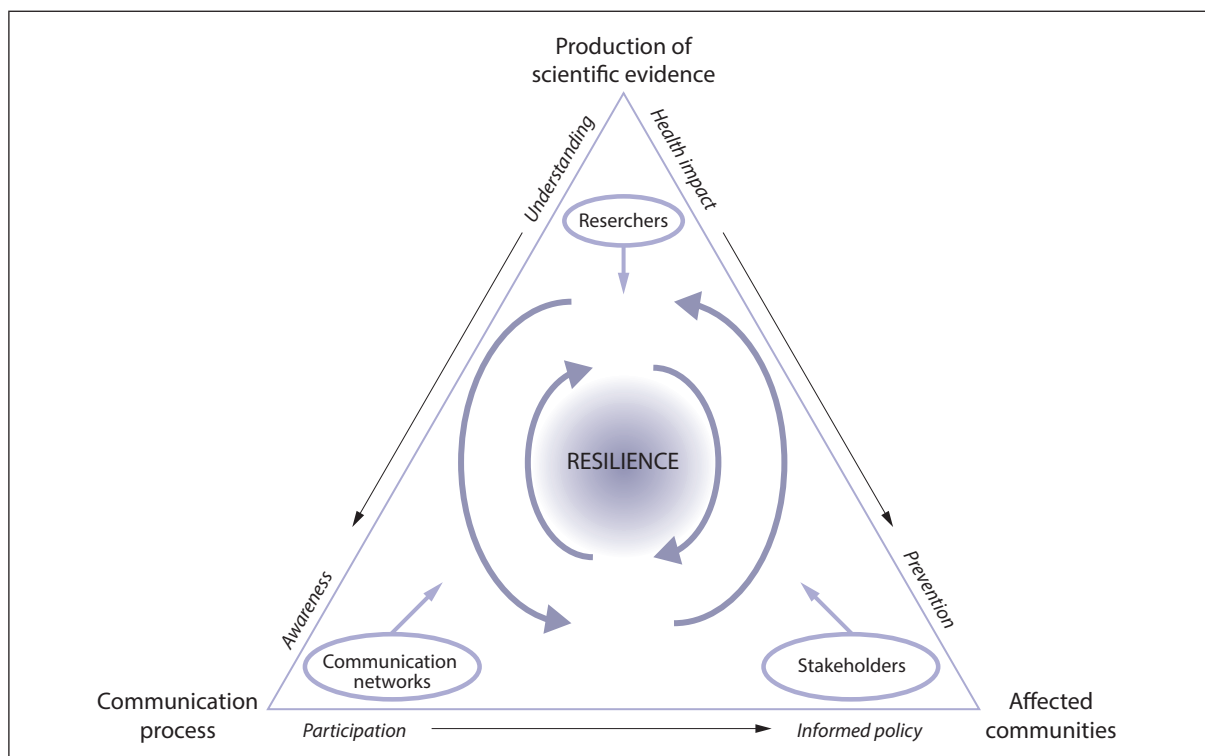 Production of
scientific evidence
Understanding
Health impact
Reserchers
RESILIENCE
Awareness
Prevention
Communication
networks
Stakeholders
Communication
process
Affected
communities
Participation
Informed policy